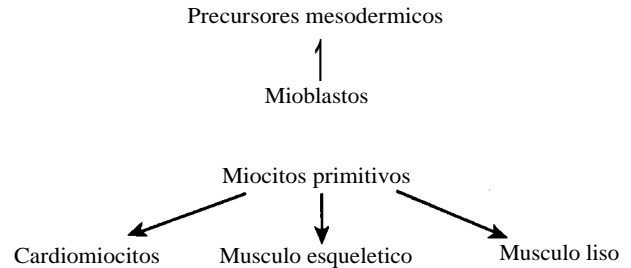 Precursores mesodermicos
Mioblastos
Miocitos primitivos
Cardiomiocitos Musculo esqueletico Musculo liso